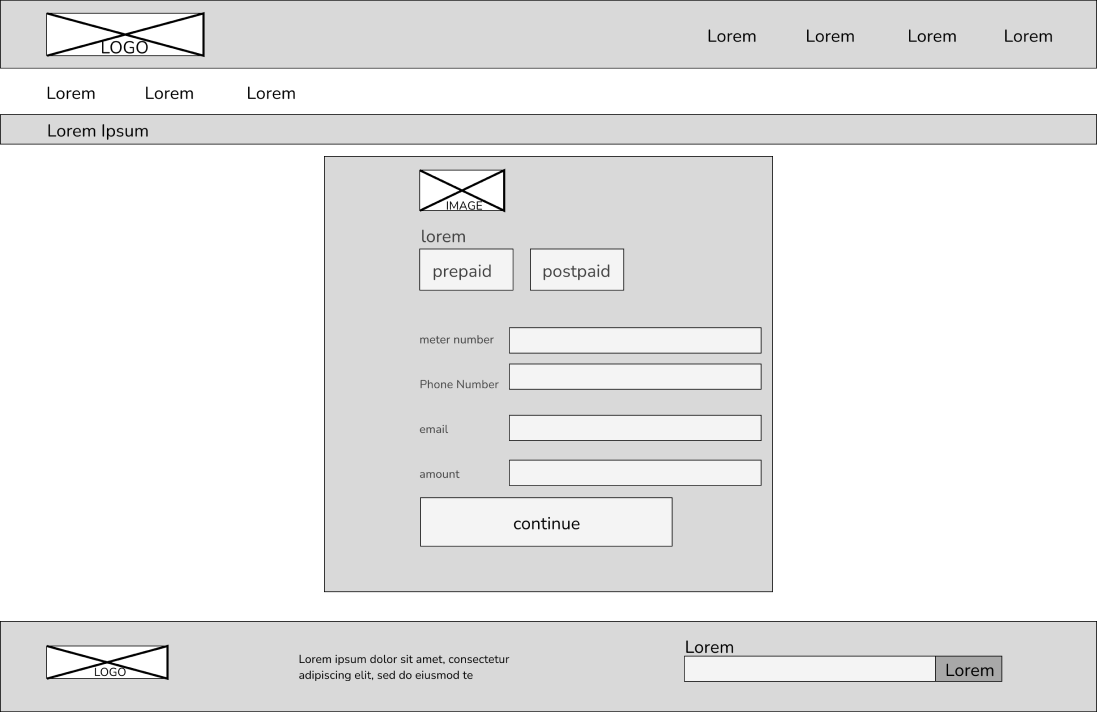 LOGO
Lorem Lorem Lorem Lorem
Lorem Lorem Lorem
Lorem Ipsum
IMAGE
lorem
prepaid postpaid
meter number
Phone Number
email
amount
continue
LOGO
Lorem ipsum dolor sit amet, consectetur
adipiscing elit, sed do eiusmod te
Lorem
Lorem